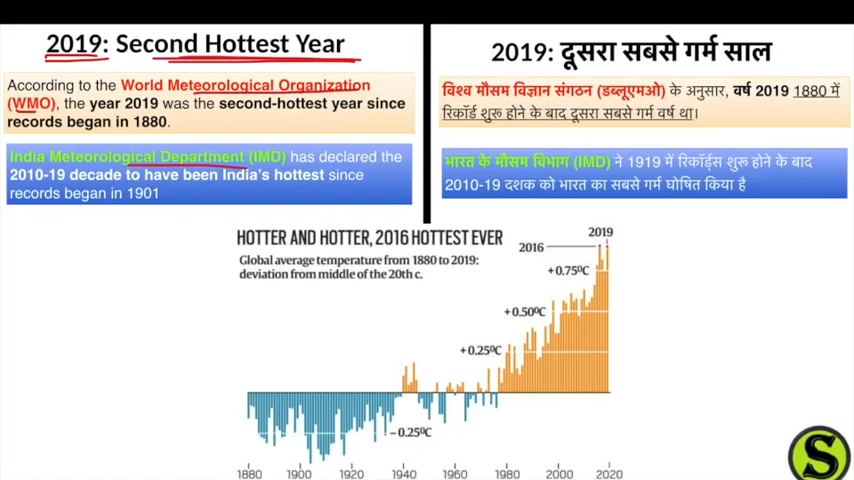 2019: Second Hottest Year
According to the World Meteorological Organization
(WMO), the year 2019 was the second-hottest year since
records began in 1880.
India Meteorological Department (IMD) has declared the
2010-19 decade to have been India's hottest since
records began in 1901
2019: दूसरा सबसे गर्म साल
विश्व मौसम विज्ञान संगठन (डब्लूएमओ) के अनुसार, वर्ष 2019 1880 में
रिकॉर्ड शुरू होने के बाद दूसरा सबसे गर्म वर्ष था।
भारत के मौसम विभाग (IMD) ने 1919 में रिकॉर्ड्स शुरू होने के बाद
2010-19 दशक को भारत का सबसे गर्म घोषित किया है
HOTTER AND HOTTER, 2016 HOTTEST EVER
Global average temperature from 1880 to 2019:
deviation from middle of the 20th c.
2019
2016
+0.75⁰C
+0.50⁰C
+0.25⁰C
-0.25⁰C
1880 1900 1920 1940 1960 1980 2000 2020
S